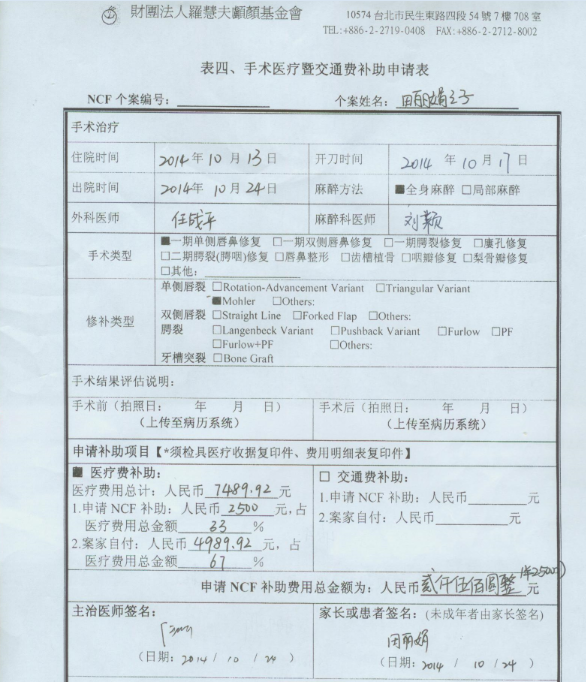 財團法人羅慧夫顱顏基金會
10574 台北市民生東路四段 54 號 7 樓 708 室
TEL:+886-2-2719-0408 FAX:+886-2-2712-8002
表四、手术医疗暨交通费补助申请表
NCF 个案编号: 个案姓名: 田丽娟之子
手术治疗
住院时间 2014年 10 月 13 日 开刀时间 2014 年 10 月 17 日
出院时间 2014年 10 月 24 日 麻醉方法 ■全身麻醉 □局部麻醉
外科医师 任战平 麻醉科医师 刘颖
手术类型 ■一期单侧唇鼻修复 □一期双侧唇鼻修复 □一期腭裂修复 □廔孔修复
□二期腭裂(腭咽)修复 □唇鼻整形 □齿槽植骨 □咽瓣修复 □梨骨瓣修复
□其他:
修补类型 单侧唇裂 □Rotation-Advancement Variant □Triangular Variant
■Mohler □Others:
双侧唇裂 □Straight Line □Forked Flap □Others:
腭裂 □Langenbeck Variant □Pushback Variant □Furlow □PF
□Furlow+PF □Others:
牙槽突裂 □Bone Graft
手术结果评估说明:
手术前(拍照日: 年 月 日) 手术后(拍照日: 年 月 日)
(上传至病历系统) (上传至病历系统)
申请补助项目【*须检具医疗收据复印件、费用明细表复印件】
■ 医疗费补助: □ 交通费补助:
医疗费用总计: 人民币 7489.92 元 1.申请 NCF 补助: 人民币 元
1.申请 NCF 补助: 人民币 2500 元, 占 2.案家自付: 人民币 元
医疗费用总金额 33 %
2.案家自付: 人民币 4989.92 元, 占
医疗费用总金额 67 %
申请 NCF 补助费用总金额为: 人民币 贰仟伍佰圆整 (¥2500) 元
主治医师签名: 家长或患者签名: (未成年者由家长签名)
田丽娟
(日期: 2014 / 10 / 24 ) (日期: 2014 / 10 / 24 )